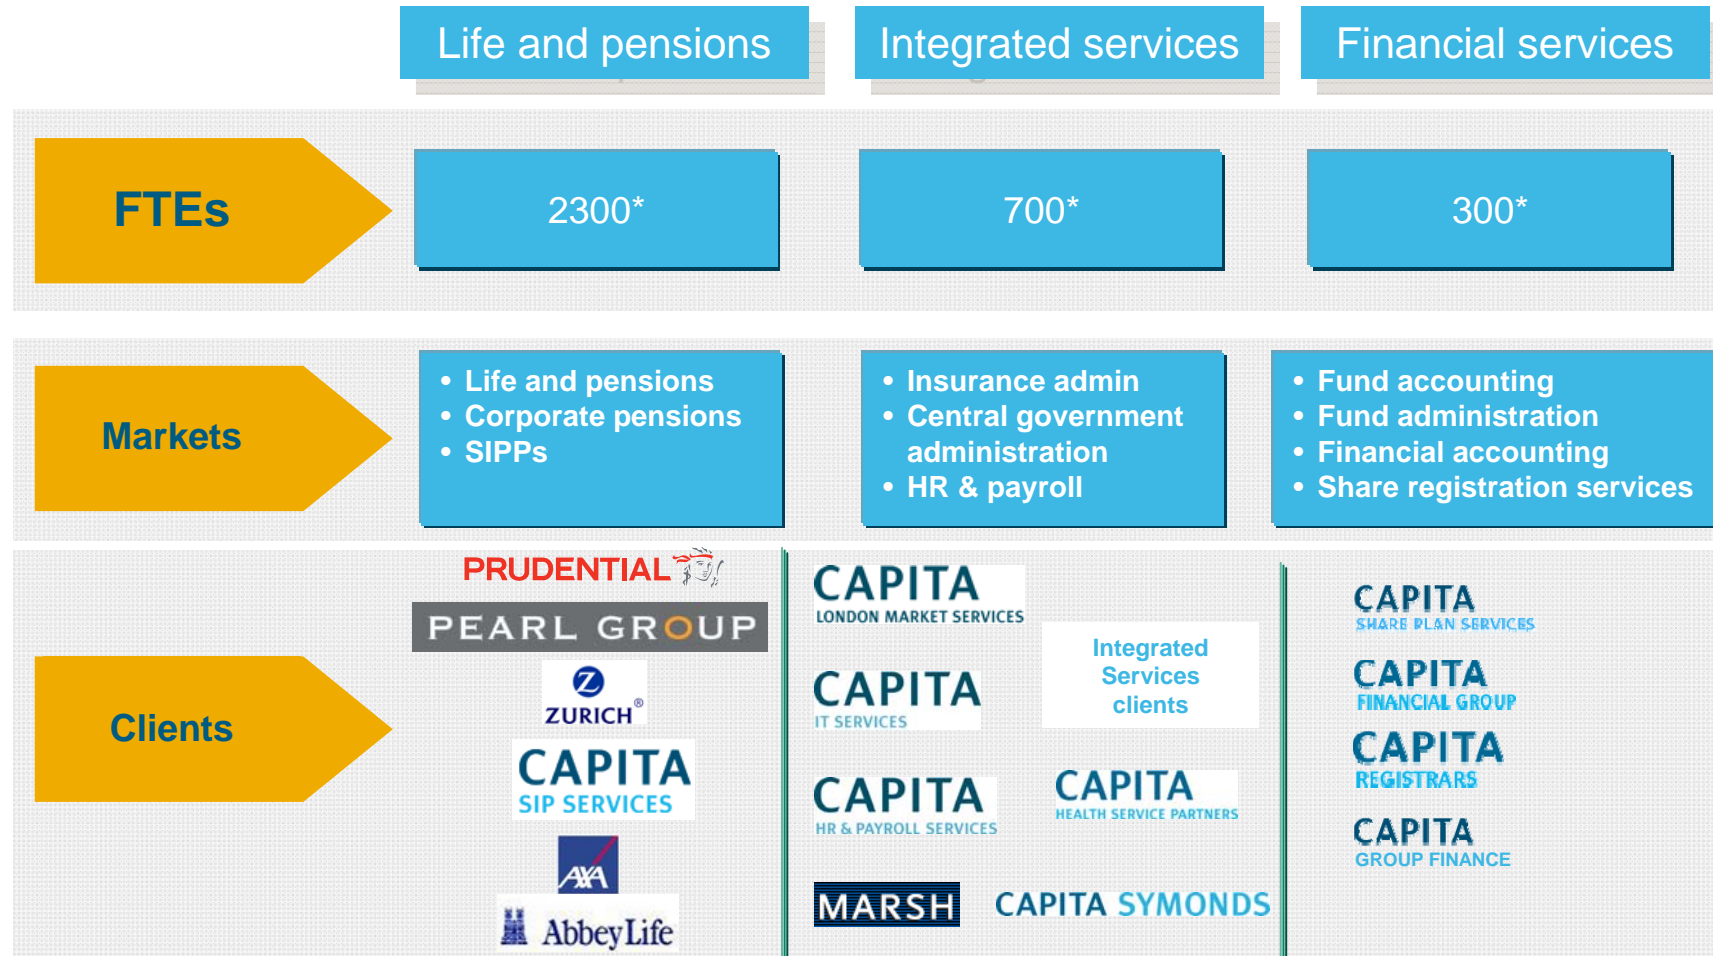 Life and pensions
Integrated services
Financial services
FTEs
2300*
700*
300*
Markets
• Life and pensions
• Corporate pensions
• SIPPs
• Insurance admin
• Central government
administration
• HR & payroll
• Fund accounting
• Fund administration
• Financial accounting
• Share registration services
Clients
PRUDENTIAL
PEARL GROUP
Z
ZURICH®
CAPITA
SIP SERVICES
AXA
Abbey Life
CAPITA
LONDON MARKET SERVICES
Integrated
Services
clients
CAPITA
IT SERVICES
CAPITA
HR & PAYROLL SERVICES
CAPITA
HEALTH SERVICE PARTNERS
MARSH
CAPITA SYMONDS
CAPITA
SHARE PLAN SERVICES
CAPITA
FINANCIAL GROUP
CAPITA
REGISTRARS
CAPITA
GROUP FINANCE